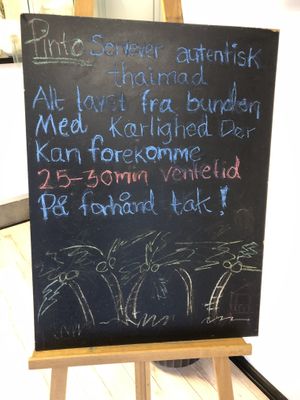 Pinto Serverer autentisk
thaimad
Alt lavet fra bunden
Med Kærlighed Der
Kan forekomme
25-30min ventetid
På forhånd tak!